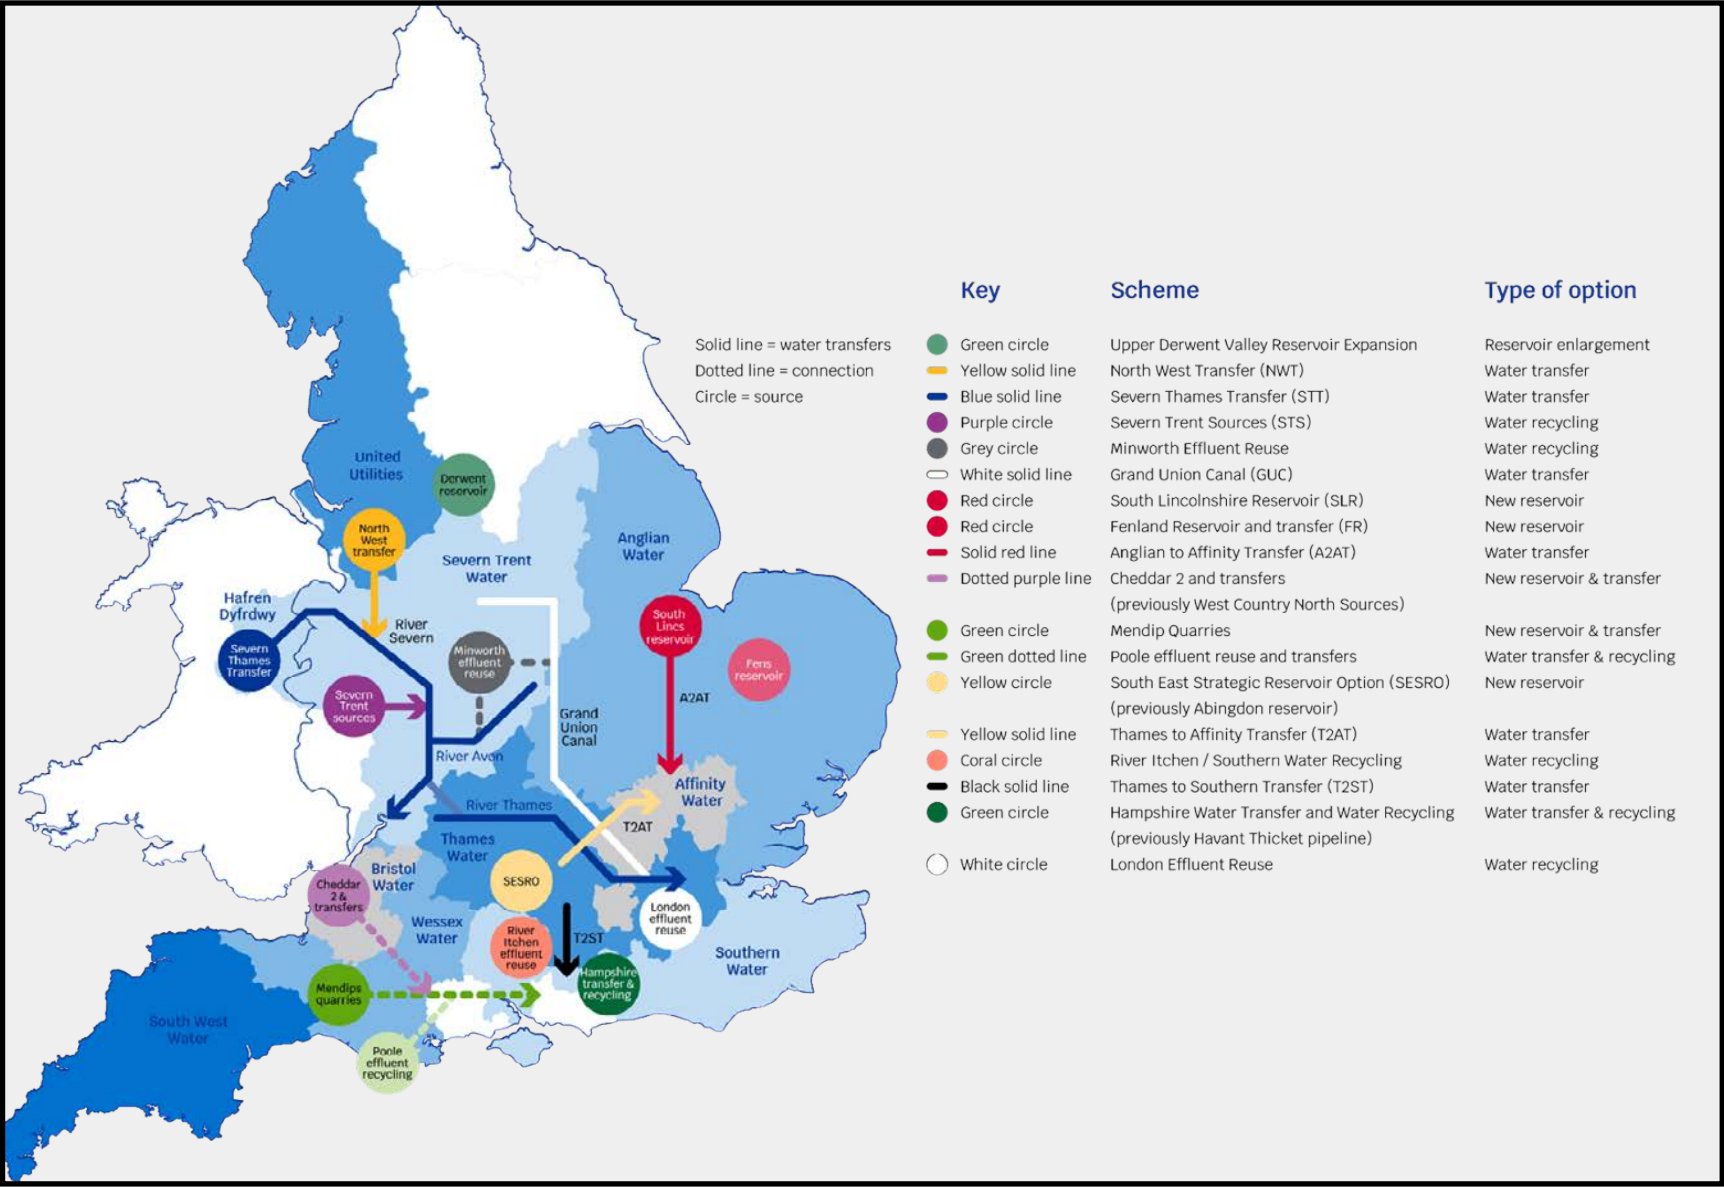 United
Utilities
Derwent
reservoir
North
West
transfer
Severn Trent
Water
Anglian
Water
Hafren
Dyfrdwy
River
Severn
Severn
Thames
Transfer
Minworth
effluent
reuse
South
Lincs
reservoir
Fens
reservoir
Severn
Trent
sources
A2AT
Grand
Union
Canal
River Avon
Affinity
Water
River Thames
T2AT
Thames
Water
Bristol
Water
SESRO
Cheddar
2 &
transfers
London
effluent
reuse
Wessex
Water
River
Itchen
effluent
reuse
T2ST
Southern
Water
Hampshire
transfer &
recycling
Mendips
quarries
South West
Water
Poole
effluent
recycling
Solid line = water transfers
Dotted line = connection
Circle = source
Key Scheme Type of option
Green circle Upper Derwent Valley Reservoir Expansion Reservoir enlargement
Yellow solid line North West Transfer (NWT) Water transfer
Blue solid line Severn Thames Transfer (STT) Water transfer
Purple circle Severn Trent Sources (STS) Water recycling
Grey circle Minworth Effluent Reuse Water recycling
White solid line Grand Union Canal (GUC) Water transfer
Red circle South Lincolnshire Reservoir (SLR) New reservoir
Red circle Fenland Reservoir and transfer (FR) New reservoir
Solid red line Anglian to Affinity Transfer (A2AT) Water transfer
Dotted purple line Cheddar 2 and transfers New reservoir & transfer
(previously West Country North Sources)
Green circle Mendip Quarries New reservoir & transfer
Green dotted line Poole effluent reuse and transfers Water transfer & recycling
Yellow circle South East Strategic Reservoir Option (SESRO) New reservoir
(previously Abingdon reservoir)
Yellow solid line Thames to Affinity Transfer (T2AT) Water transfer
Coral circle River Itchen / Southern Water Recycling Water recycling
Black solid line Thames to Southern Transfer (T2ST) Water transfer
Green circle Hampshire Water Transfer and Water Recycling Water transfer & recycling
(previously Havant Thicket pipeline)
White circle London Effluent Reuse Water recycling